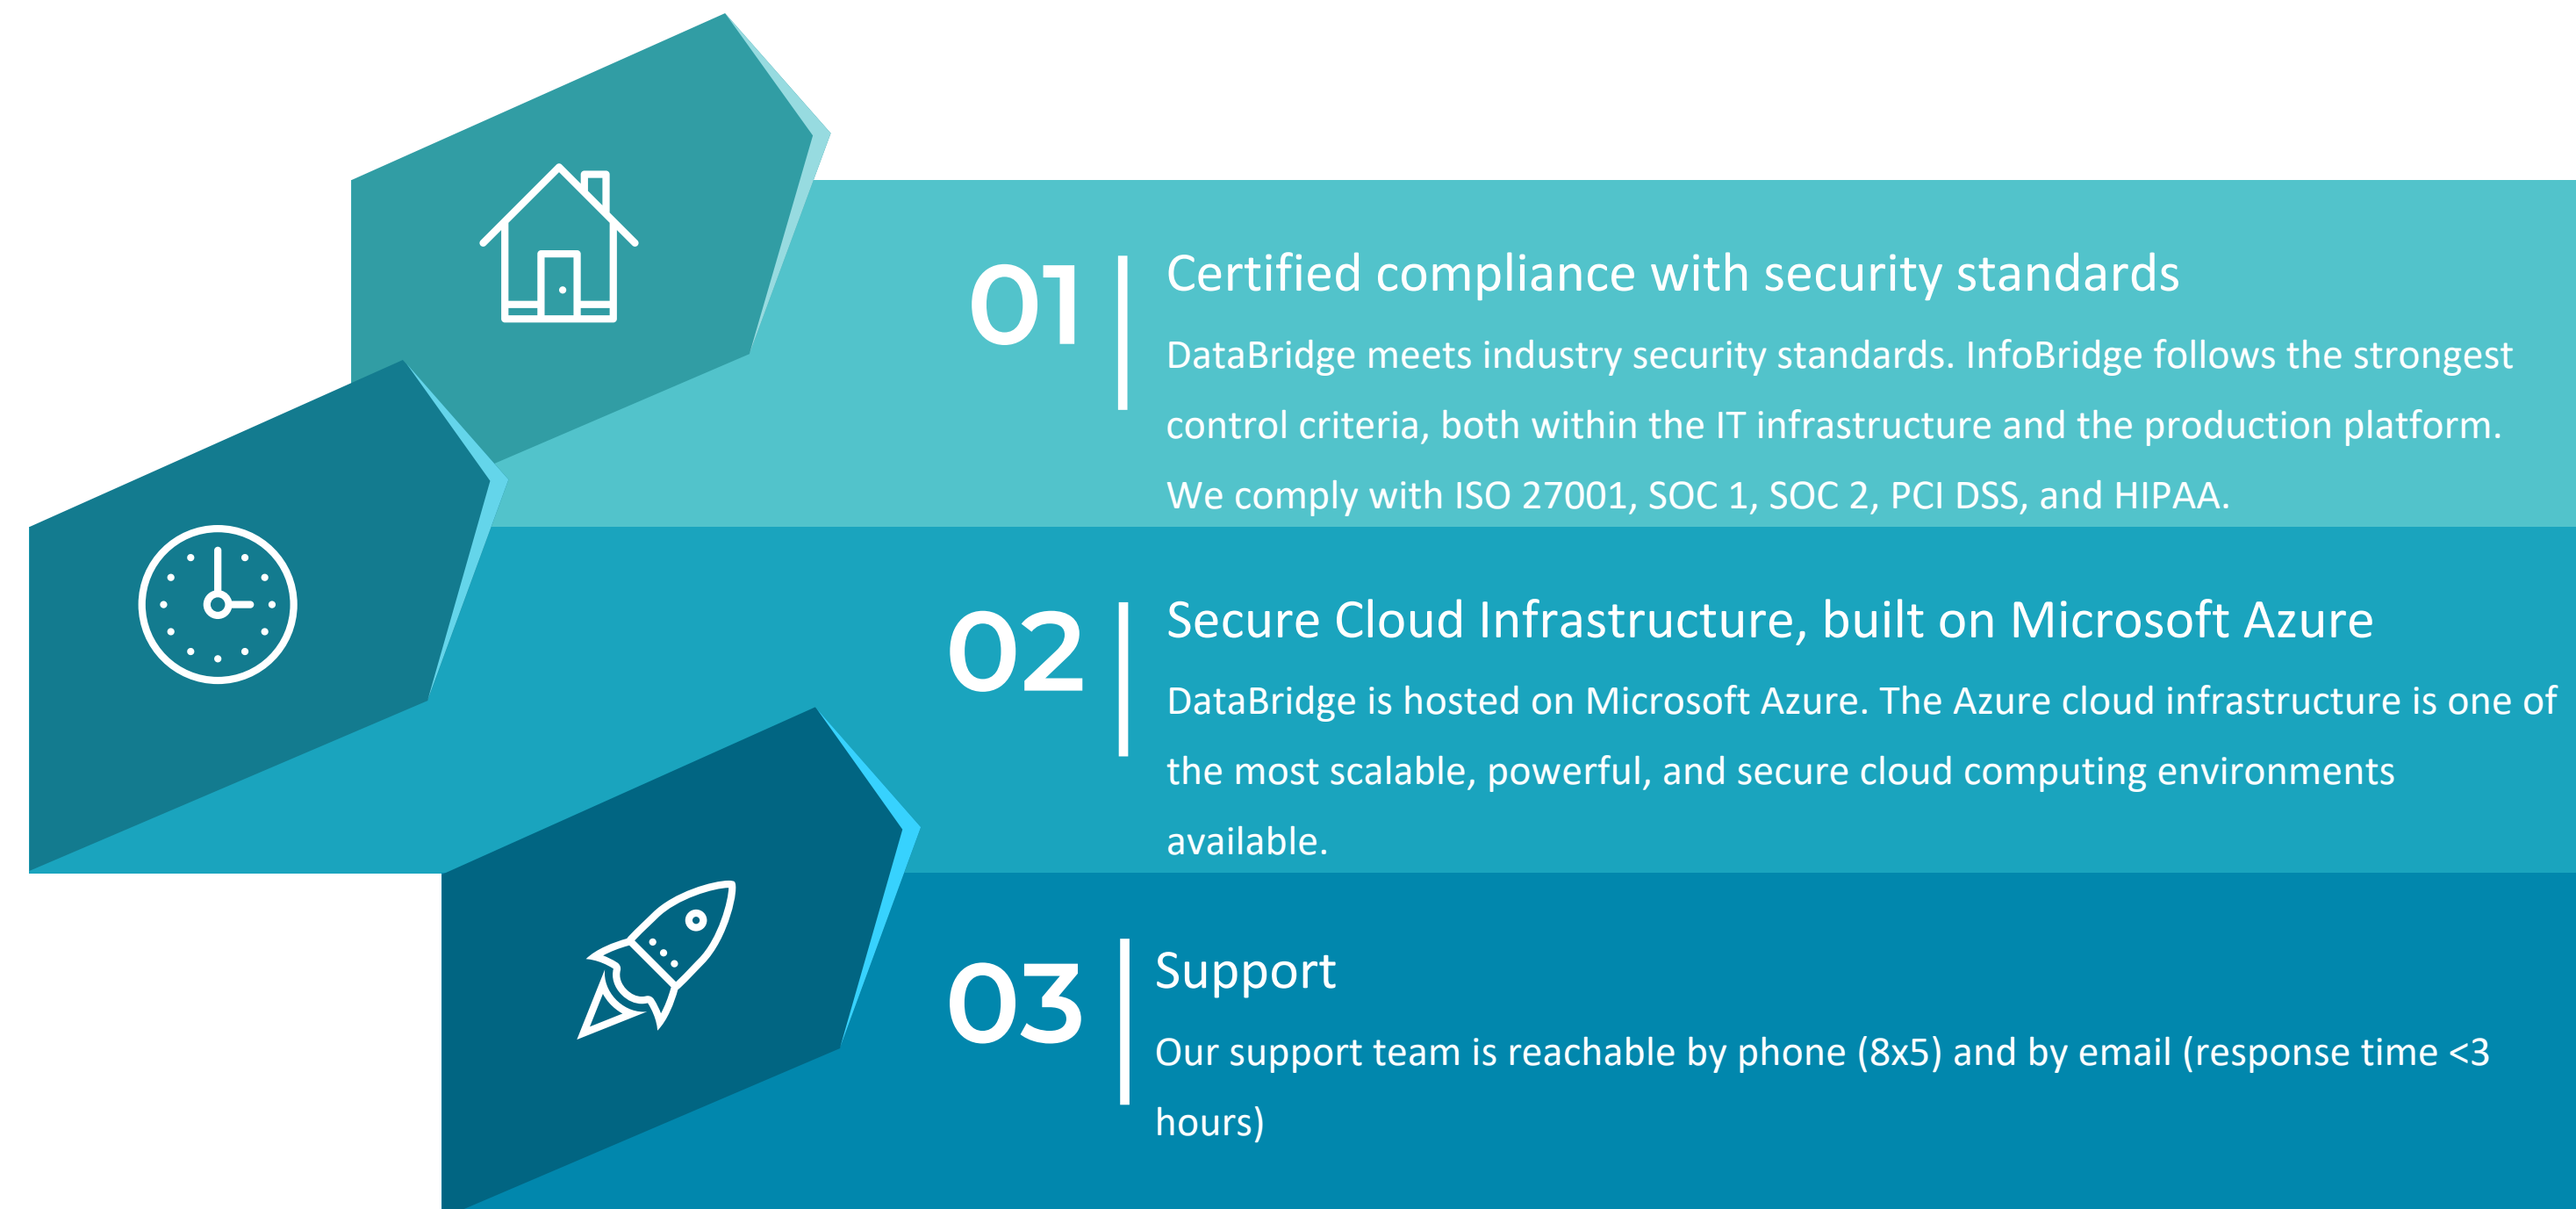 01
Certified compliance with security standards
DataBridge meets industry security standards. InfoBridge follows the strongest
control criteria, both within the IT infrastructure and the production platform.
We comply with ISO 27001, SOC 1, SOC 2, PCI DSS, and HIPAA.
02
Secure Cloud Infrastructure, built on Microsoft Azure
DataBridge is hosted on Microsoft Azure. The Azure cloud infrastructure is one of
the most scalable, powerful, and secure cloud computing environments
available.
03
Support
Our support team is reachable by phone (8x5) and by email (response time <3
hours)